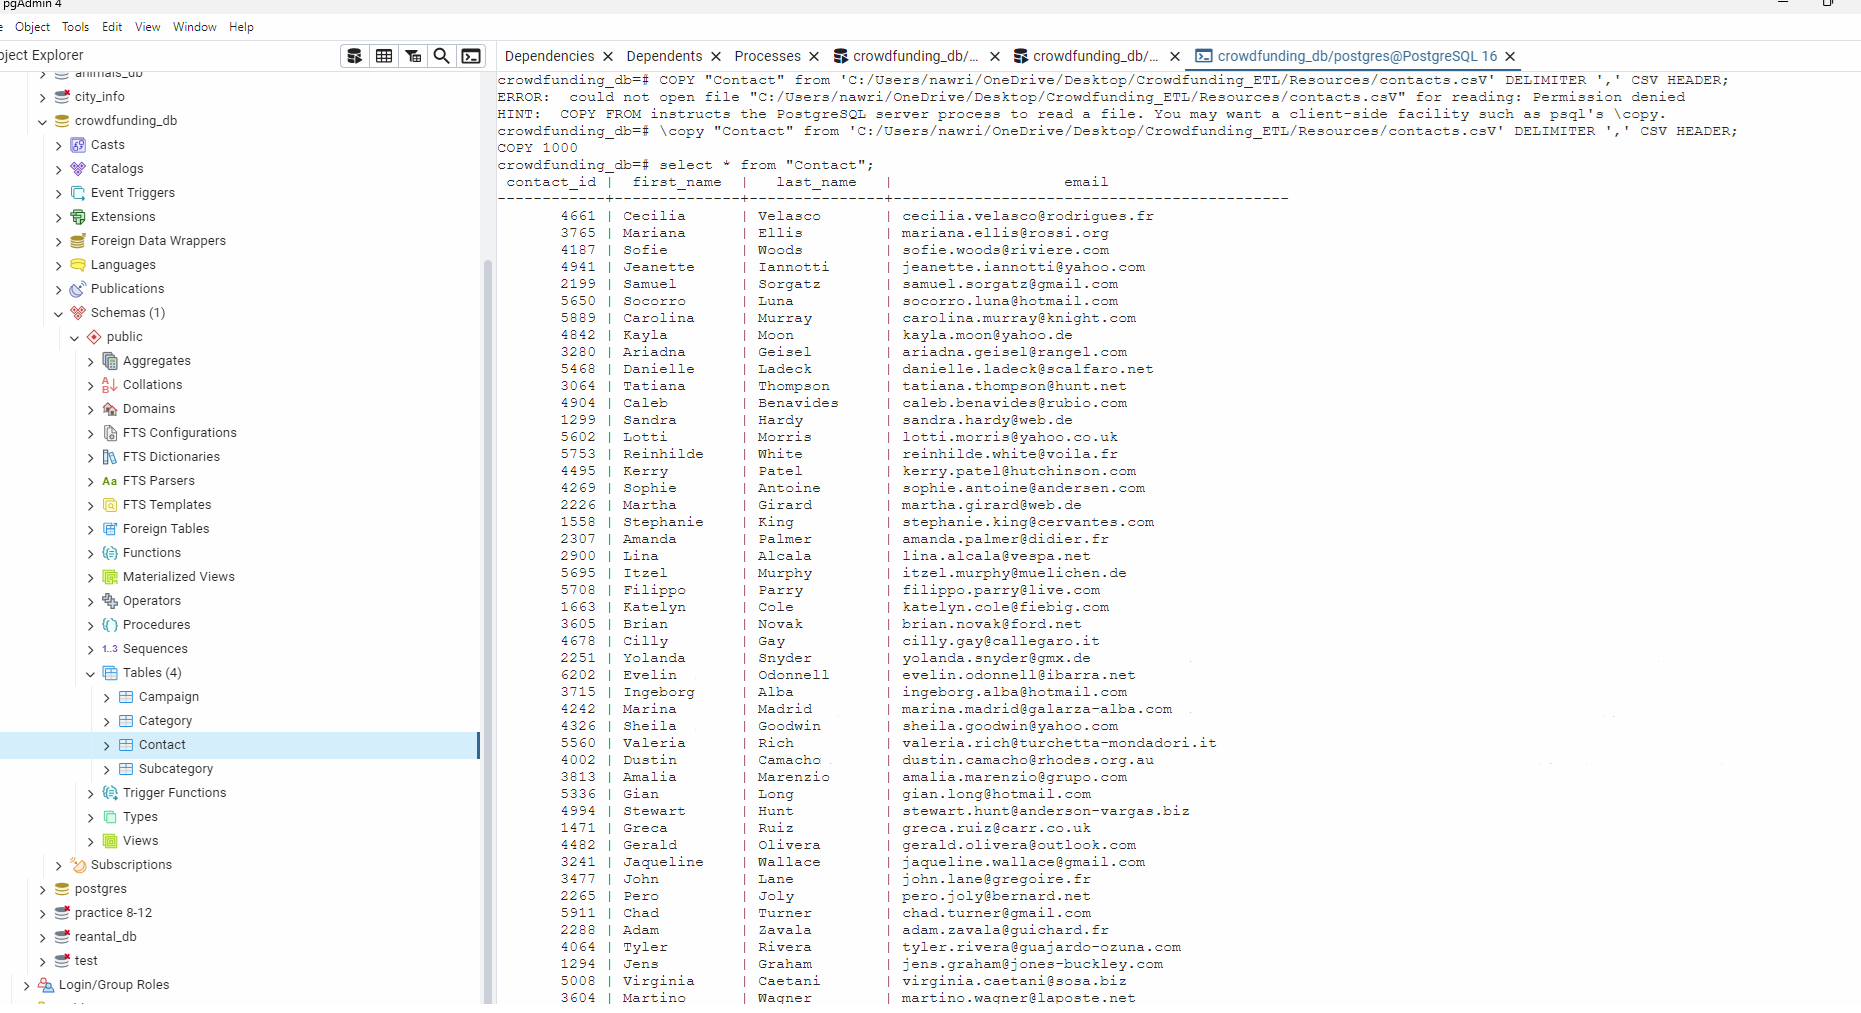 pgAdmin 4
Object Tools Edit View Window Help
ject Explorer
Dependencies Dependents Processes crowdfunding_db/... crowdfunding_db/... crowdfunding_db/postgres@PostgreSQL 16
animals_db
city_info
crowdfunding_db
Casts
Catalogs
Event Triggers
Extensions
Foreign Data Wrappers
Languages
Publications
Schemas (1)
public
Aggregates
Collations
Domains
FTS Configurations
FTS Dictionaries
Aa FTS Parsers
FTS Templates
Foreign Tables
Functions
Materialized Views
Operators
Procedures
1..3 Sequences
Tables (4)
Campaign
Category
Contact
Subcategory
Trigger Functions
Types
Views
Subscriptions
postgres
practice 8-12
reantal_db
test
Login/Group Roles
crowdfunding_db=# COPY "Contact" from 'C:/Users/nawri/OneDrive/Desktop/Crowdfunding_ETL/Resources/contacts.csV' DELIMITER ',' CSV HEADER;
ERROR:  could not open file "C:/Users/nawri/OneDrive/Desktop/Crowdfunding_ETL/Resources/contacts.csV" for reading: Permission denied
HINT:  COPY FROM instructs the PostgreSQL server process to read a file. You may want a client-side facility such as psql's \copy.
crowdfunding_db=# \copy "Contact" from 'C:/Users/nawri/OneDrive/Desktop/Crowdfunding_ETL/Resources/contacts.csV' DELIMITER ',' CSV HEADER;
COPY 1000
crowdfunding_db=# select * from "Contact";
contact_id | first_name | last_name | email
------------+--------------+---------------+--------------------------------------------
4661 | Cecilia | Velasco | cecilia.velasco@rodrigues.fr
3765 | Mariana | Ellis | mariana.ellis@rossi.org
4187 | Sofie | Woods | sofie.woods@riviere.com
4941 | Jeanette | Iannotti | jeanette.iannotti@yahoo.com
2199 | Samuel | Sorgatz | samuel.sorgatz@gmail.com
5650 | Socorro | Luna | socorro.luna@hotmail.com
5889 | Carolina | Murray | carolina.murray@knight.com
4842 | Kayla | Moon | kayla.moon@yahoo.de
3280 | Ariadna | Geisel | ariadna.geisel@rangel.com
5468 | Danielle | Ladeck | danielle.ladeck@scalfaro.net
3064 | Tatiana | Thompson | tatiana.thompson@hunt.net
4904 | Caleb | Benavides | caleb.benavides@rubio.com
1299 | Sandra | Hardy | sandra.hardy@web.de
5602 | Lotti | Morris | lotti.morris@yahoo.co.uk
5753 | Reinhilde | White | reinhilde.white@voila.fr
4495 | Kerry | Patel | kerry.patel@hutchinson.com
4269 | Sophie | Antoine | sophie.antoine@andersen.com
2226 | Martha | Girard | martha.girard@web.de
1558 | Stephanie | King | stephanie.king@cervantes.com
2307 | Amanda | Palmer | amanda.palmer@didier.fr
2900 | Lina | Alcala | lina.alcala@vespa.net
5695 | Itzel | Murphy | itzel.murphy@muelichen.de
5708 | Filippo | Parry | filippo.parry@live.com
1663 | Katelyn | Cole | katelyn.cole@fiebig.com
3605 | Brian | Novak | brian.novak@ford.net
4678 | Cilly | Gay | cilly.gay@callegaro.it
2251 | Yolanda | Snyder | yolanda.snyder@gmx.de
6202 | Evelin | Odonnell | evelin.odonnell@ibarra.net
3715 | Ingeborg | Alba | ingeborg.alba@hotmail.com
4242 | Marina | Madrid | marina.madrid@galarza-alba.com
4326 | Sheila | Goodwin | sheila.goodwin@yahoo.com
5560 | Valeria | Rich | valeria.rich@turchetta-mondadori.it
4002 | Dustin | Camacho | dustin.camacho@rhodes.org.au
3813 | Amalia | Marenzio | amalia.marenzio@grupo.com
5336 | Gian | Long | gian.long@hotmail.com
4994 | Stewart | Hunt | stewart.hunt@anderson-vargas.biz
1471 | Greca | Ruiz | greca.ruiz@carr.co.uk
4482 | Gerald | Olivera | gerald.olivera@outlook.com
3241 | Jaqueline | Wallace | jaqueline.wallace@gmail.com
3477 | John | Lane | john.lane@gregoire.fr
2265 | Pero | Joly | pero.joly@bernard.net
5911 | Chad | Turner | chad.turner@gmail.com
2288 | Adam | Zavala | adam.zavala@guichard.fr
4064 | Tyler | Rivera | tyler.rivera@guajardo-ozuna.com
1294 | Jens | Graham | jens.graham@jones-buckley.com
5008 | Virginia | Caetani | virginia.caetani@sosa.biz
3604 | Martino | Wagner | martino.wagner@laposte.net